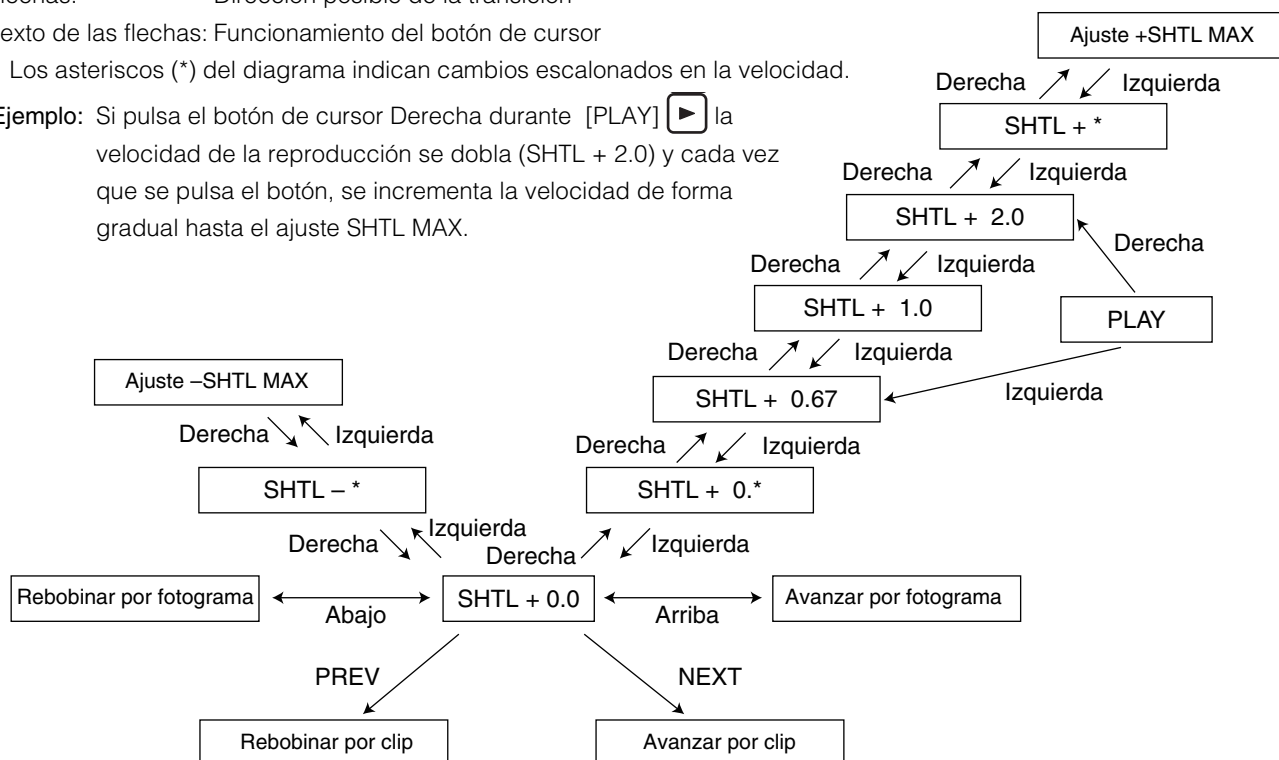 Dirección posible de la transición
exto de las flechas: Funcionamiento del botón de cursor
Los asteriscos (*) del diagrama indican cambios escalonados en la velocidad.
Ejemplo: Si pulsa el botón de cursor Derecha durante [PLAY] ► la
velocidad de la reproducción se dobla (SHTL + 2.0) y cada vez
que se pulsa el botón, se incrementa la velocidad de forma
gradual hasta el ajuste SHTL MAX.
Ajuste +SHTL MAX
Derecha Izquierda
SHTL + *
Derecha Izquierda
SHTL + 2.0
Derecha
Derecha Izquierda
SHTL + 1.0
PLAY
Derecha Izquierda
Izquierda
Ajuste –SHTL MAX
SHTL + 0.67
Derecha Izquierda
Derecha Izquierda
SHTL – *
SHTL + 0.*
Derecha Izquierda
Derecha Izquierda
Rebobinar por fotograma
Abajo
SHTL + 0.0
Arriba
Avanzar por fotograma
PREV
NEXT
Rebobinar por clip
Avanzar por clip